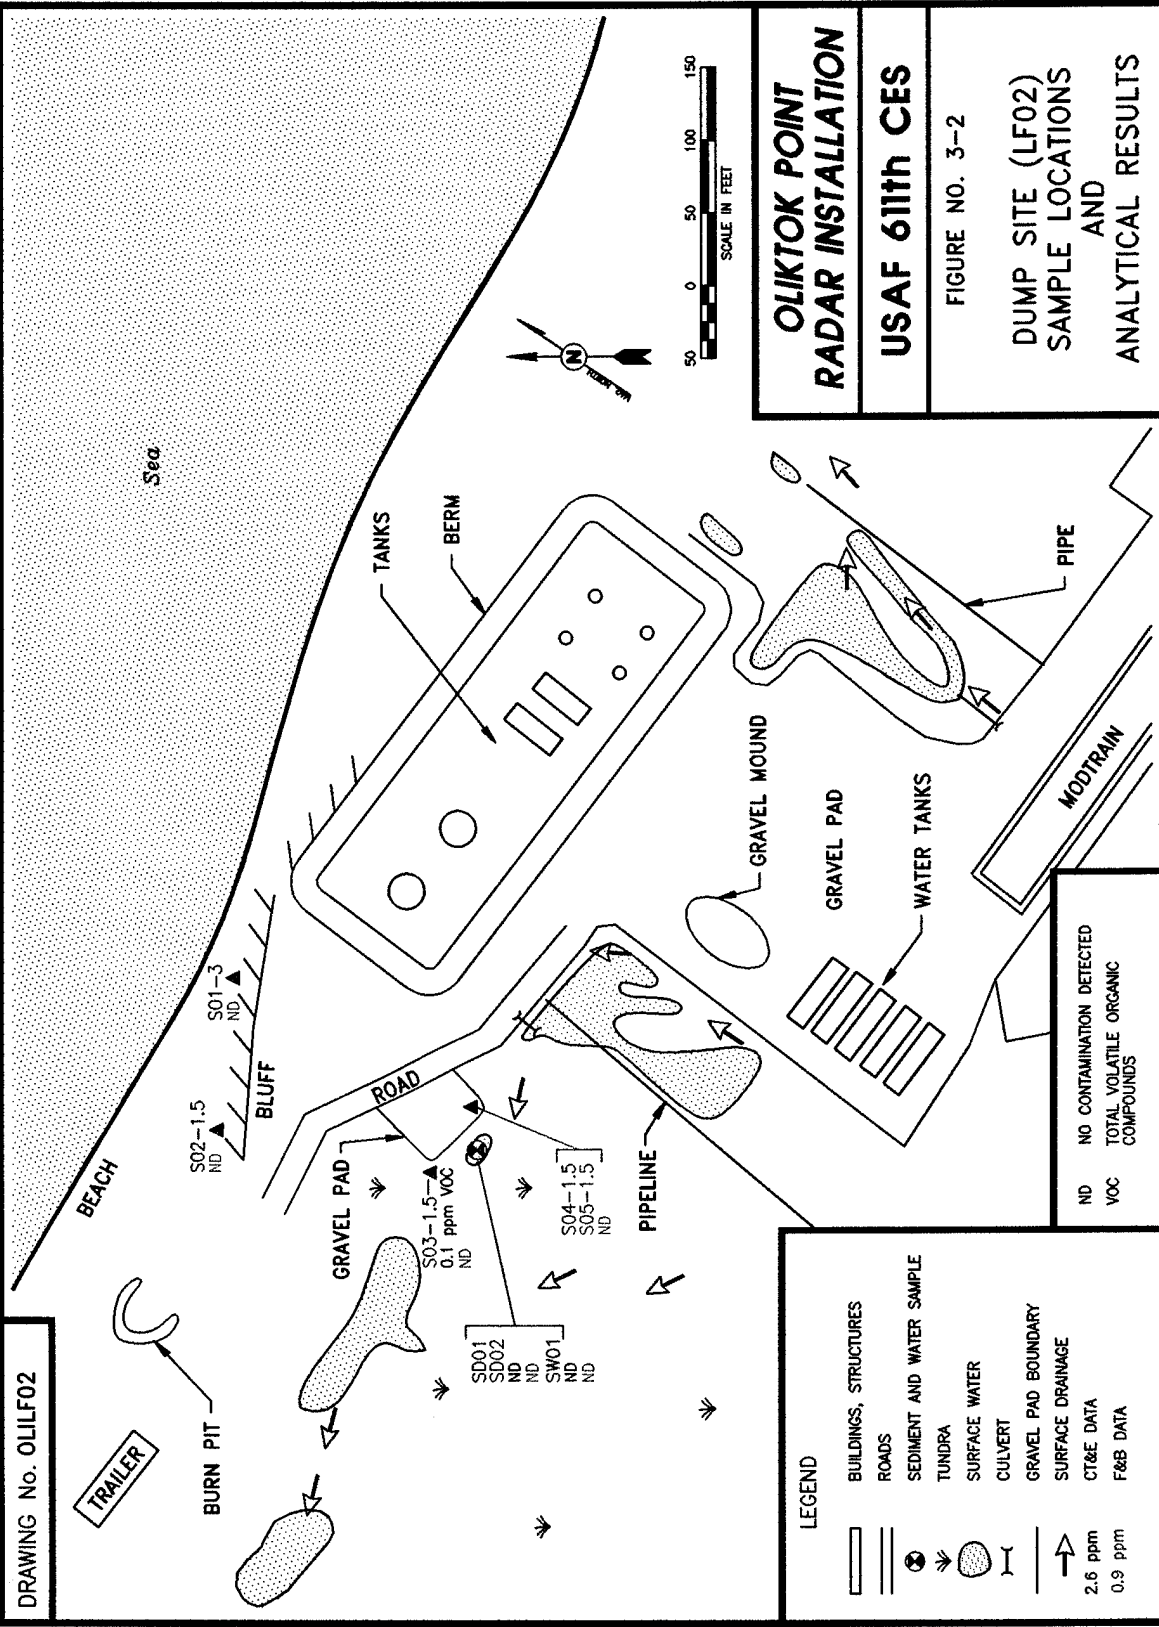 DRAWING No. OLILF02
Sea
BEACH
BLUFF
S02-1.5
ND
S01-3
ND
TRAILER
BURN PIT
GRAVEL PAD
ROAD
TANKS
BERM
S03-1.5
0.1 ppm VOC
ND
SD01
SD02
ND
ND
SW01
ND
ND
S04-1.5
S05-1.5
ND
PIPELINE
GRAVEL MOUND
GRAVEL PAD
WATER TANKS
MODTRAIN
PIPE
N
MAG NORTH
50 0 50 100 150
SCALE IN FEET
LEGEND
BUILDINGS, STRUCTURES
ROADS
SEDIMENT AND WATER SAMPLE
TUNDRA
SURFACE WATER
CULVERT
GRAVEL PAD BOUNDARY
SURFACE DRAINAGE
2.6 ppm CT&E DATA
0.9 ppm F&B DATA
ND NO CONTAMINATION DETECTED
VOC TOTAL VOLATILE ORGANIC
COMPOUNDS
OLIKTOK POINT
RADAR INSTALLATION
USAF 611th CES
FIGURE NO. 3-2
DUMP SITE (LF02)
SAMPLE LOCATIONS
AND
ANALYTICAL RESULTS